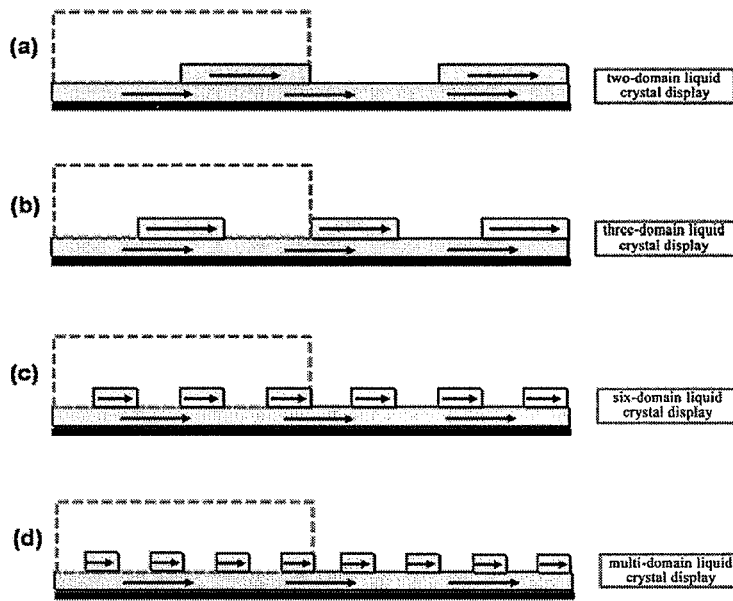 (a)
two-domain liquid
crystal display
(b)
three-domain liquid
crystal display
(c)
six-domain liquid
crystal display
(d)
multi-domain liquid
crystal display